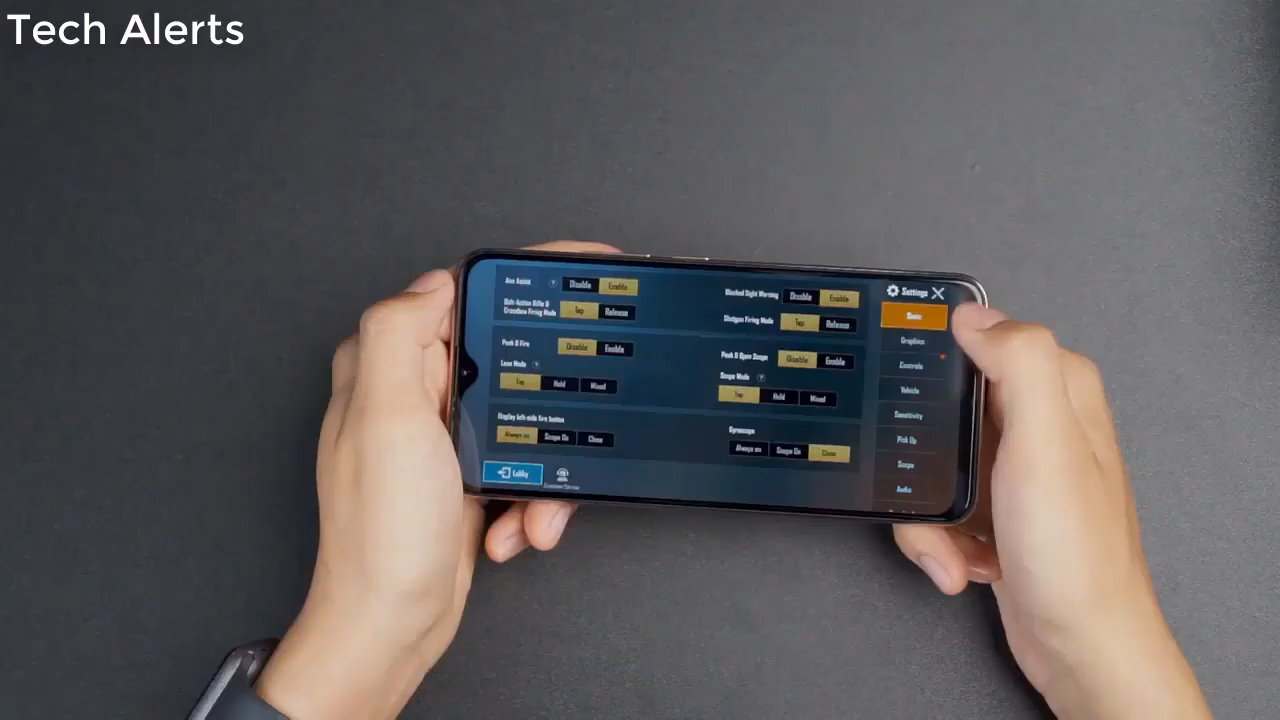 Tech Alerts
Aim Assist ? Disable Enable
Blocked Sight Warning Disable Enable
Bolt-Action Rifle &
Crossbow Firing Mode Tap Release
Shotgun Firing Mode Tap Release
Peek & Fire Disable Enable
Peek & Open Scope Disable Enable
Lean Mode ?
Tap Hold Mixed
Scope Mode ?
Tap Hold Mixed
Display left-side fire button
Always on Scope On Close
Gyroscope
Always on Scope On Close
Lobby
Customer Service
Settings
Basic
Graphics
Controls
Vehicle
Sensitivity
Pick Up
Scope
Audio